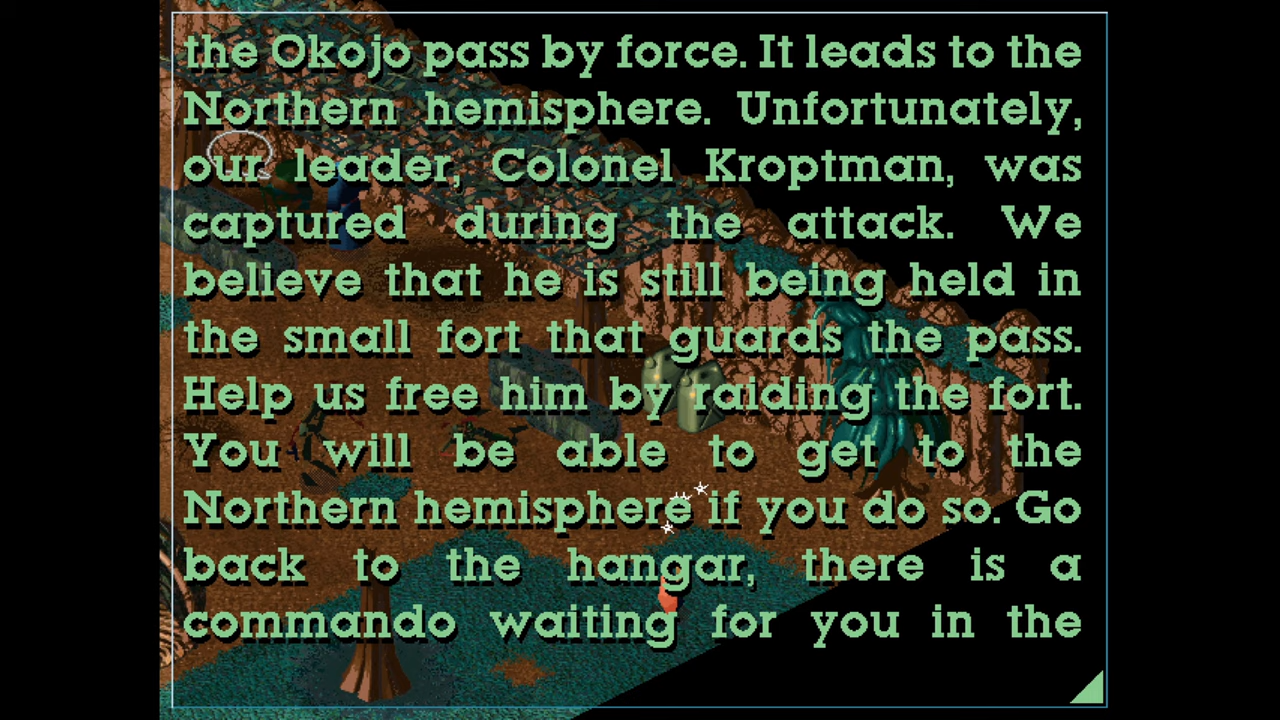 the Okojo pass by force. It leads to the
Northern hemisphere. Unfortunately,
our leader, Colonel Kroptman, was
captured during the attack. We
believe that he is still being held in
the small fort that guards the pass.
Help us free him by raiding the fort.
You will be able to get to the
Northern hemisphere if you do so. Go
back to the hangar, there is a
commando waiting for you in the